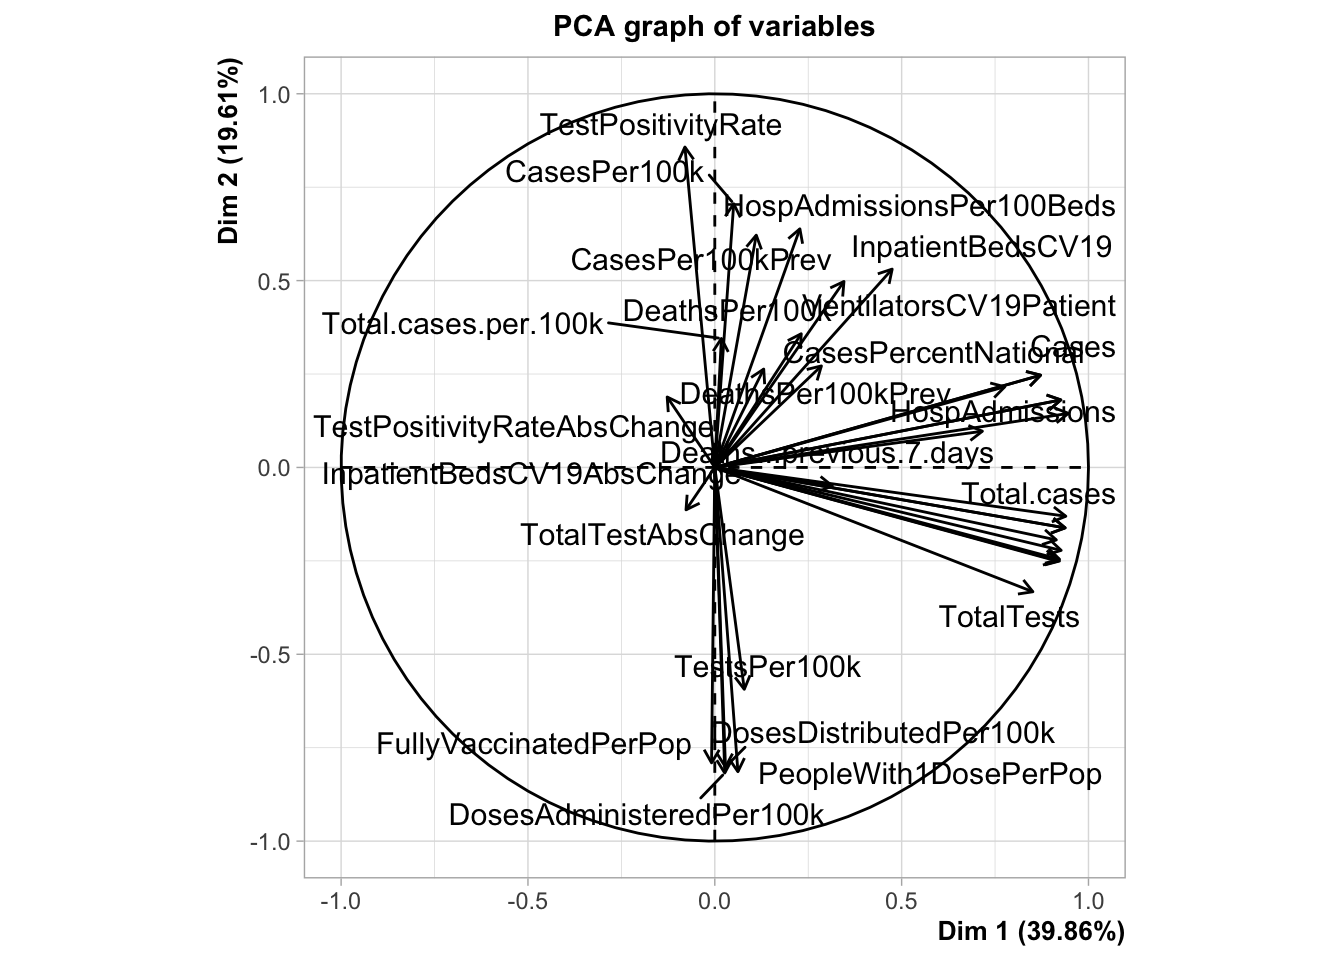 PCA graph of variables
Dim 2 (19.61%)
1.0
0.5
0.0
-0.5
-1.0
TestPositivityRate
CasesPer100k
HospAdmissionsPer100Beds
InpatientBedsCV19
CasesPer100kPrev
DeathsPer100k
VentilatorsCV19Patient
Total.cases.per.100k
CasesPercentNational
Cases
DeathsPer100kPrev
HospAdmissions
TestPositivityRateAbsChange
previous.7.days
InpatientBedsCV19AbsChange
Total.cases
TotalTestAbsChange
TotalTests
TestsPer100k
DosesDistributedPer100k
FullyVaccinatedPerPop
PeopleWith1DosePerPop
DosesAdministeredPer100k
-1.0
-0.5
0.0
0.5
1.0
Dim 1 (39.86%)